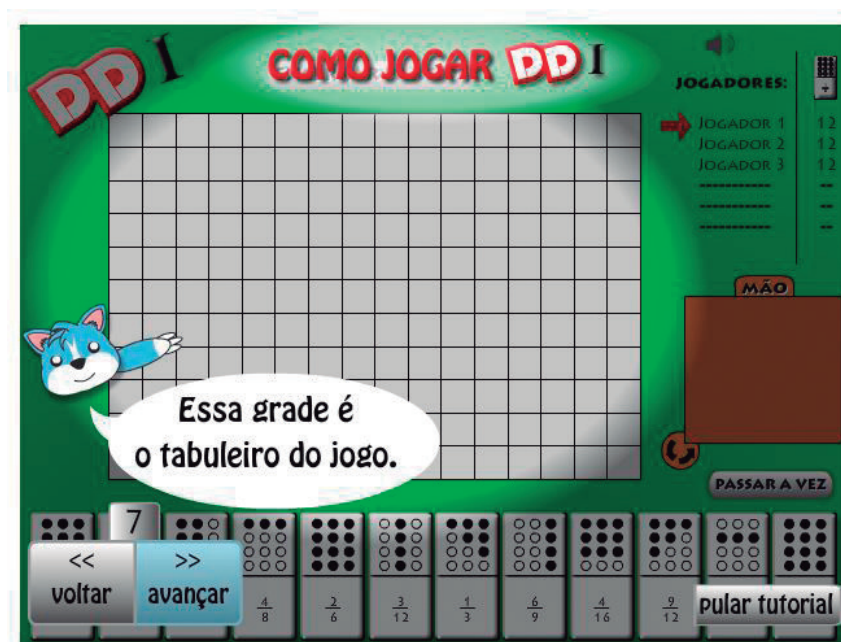 DD I
COMO JOGAR DD I
JOGADORES:
÷
JOGADOR 1 12
JOGADOR 2 12
JOGADOR 3 12
----------- --
----------- --
----------- --
MÃO
Essa grade é
o tabuleiro do jogo.
PASSAR A VEZ
7
<< voltar
>> avançar
4/8
2/6
3/12
1/3
6/9
4/16
9/12
pular tutorial